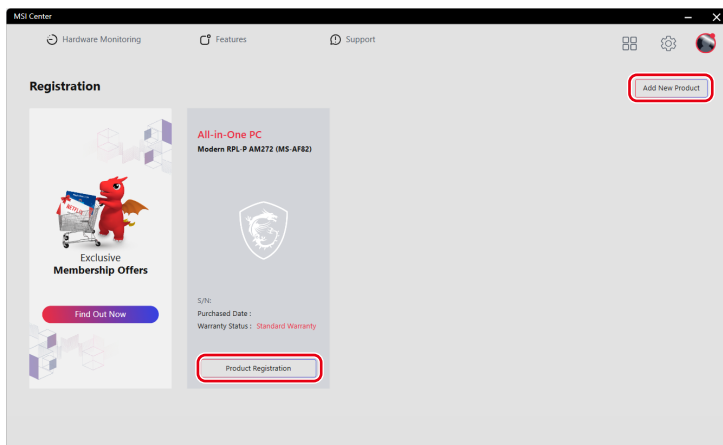 MSI Center
Hardware Monitoring
Features
Support
Registration
Add New Product
All-in-One PC
Modern RPL-P AM272 (MS-AF82)
NETFLIX
Exclusive
Membership Offers
Find Out Now
S/N:
Purchased Date :
Warranty Status : Standard Warranty
Product Registration